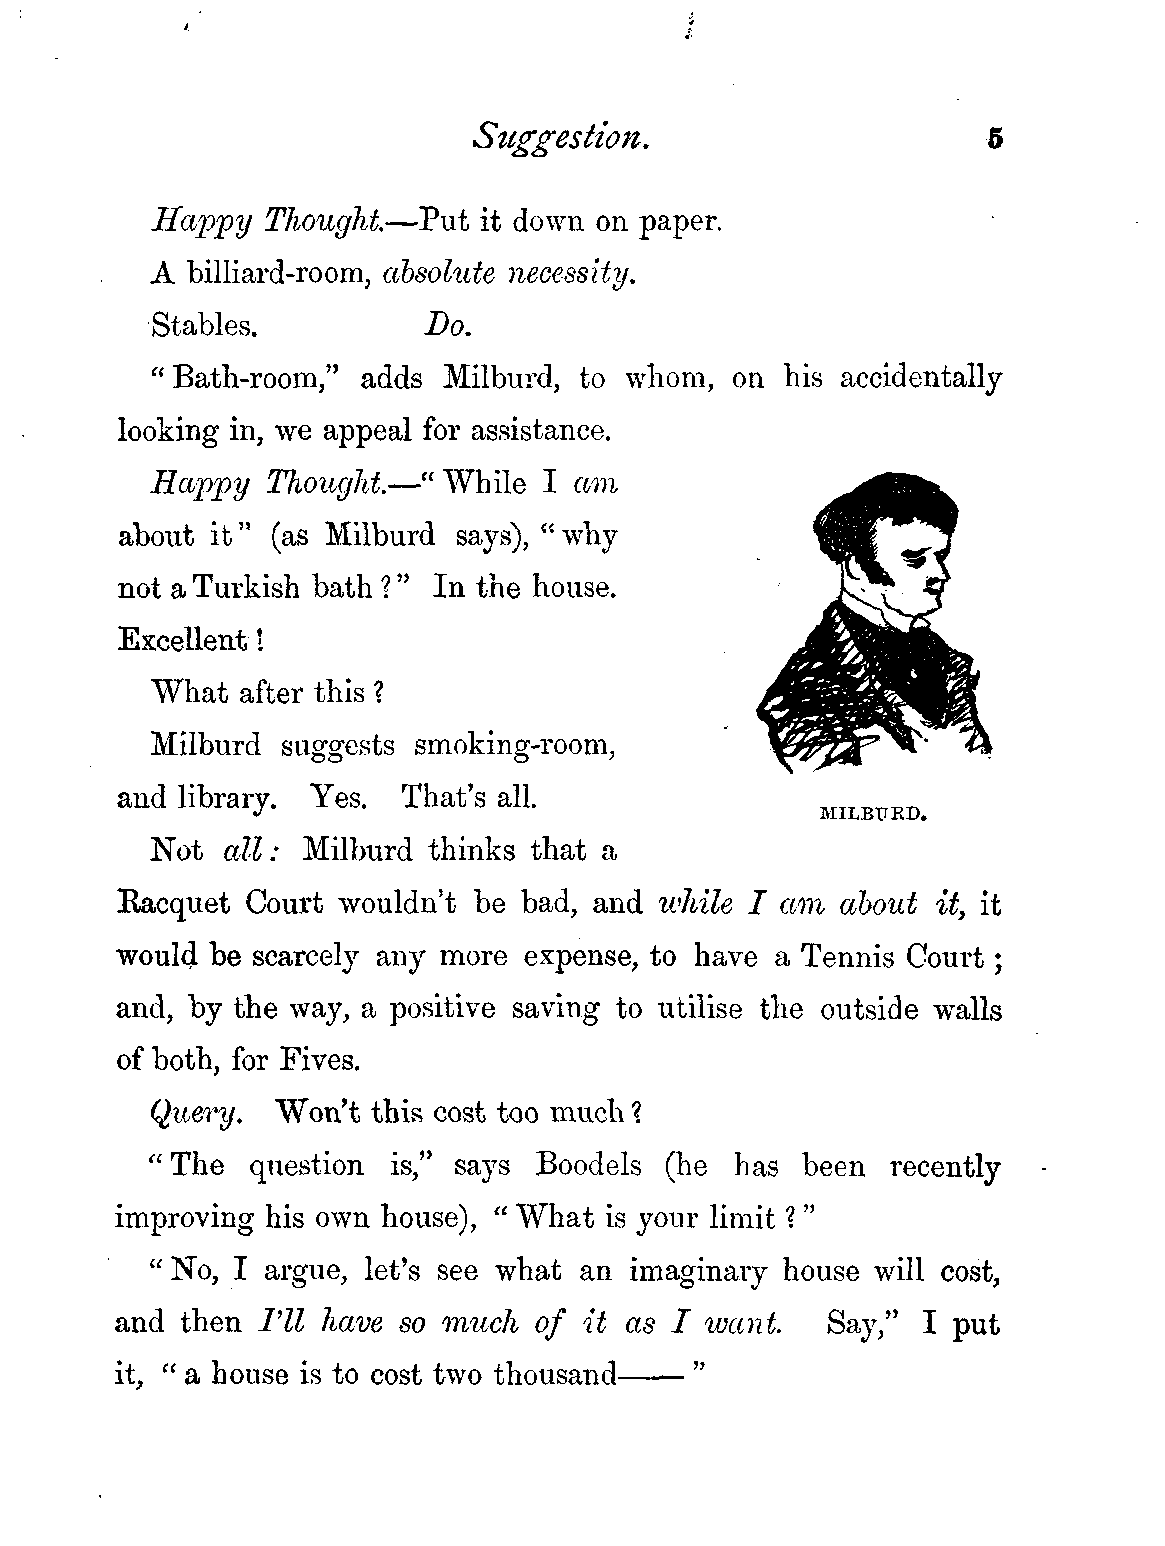 Suggestion. 5
Happy Thought.—Put it down on paper.
A billiard-room, absolute necessity.
Stables. Do.
“Bath-room,” adds Milburd, to whom, on his accidentally
looking in, we appeal for assistance.
Happy Thought.—“While I am
about it” (as Milburd says), “why
not a Turkish bath?” In the house.
Excellent!
What after this?
Milburd suggests smoking-room,
and library. Yes. That's all.
MILBURD.
Not all: Milburd thinks that a
Racquet Court wouldn't be bad, and while I am about it, it
would be scarcely any more expense, to have a Tennis Court;
and, by the way, a positive saving to utilise the outside walls
of both, for Fives.
Query. Won't this cost too much?
“The question is,” says Boodels (he has been recently
improving his own house), “What is your limit?”
“No, I argue, let's see what an imaginary house will cost,
and then I'll have so much of it as I want. Say,” I put
it, “a house is to cost two thousand——”